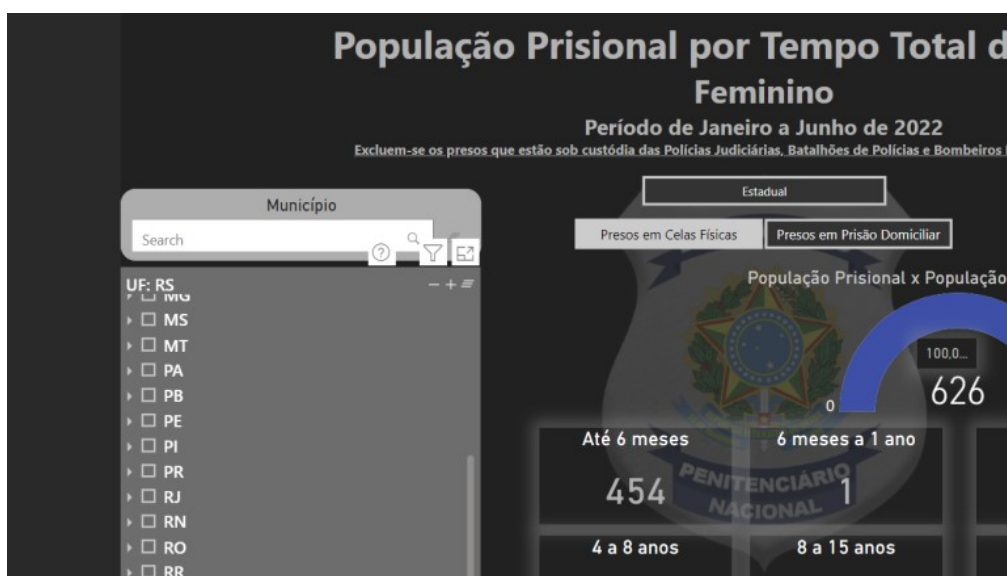 População Prisional por Tempo Total d
Feminino
Período de Janeiro a Junho de 2022
Excluem-se os presos que estão sob custódia das Polícias Judiciárias, Batalhões de Polícias e Bombeiros
Município
Search
Estadual
Presos em Celas Físicas
Presos em Prisão Domiciliar
UF: RS
MG
MS
MT
PA
PB
PE
PI
PR
RJ
RN
RO
RR
População Prisional x População
100,0...
626
0
Até 6 meses
6 meses a 1 ano
454
1
PENITENCIÁRIO
NACIONAL
4 a 8 anos
8 a 15 anos